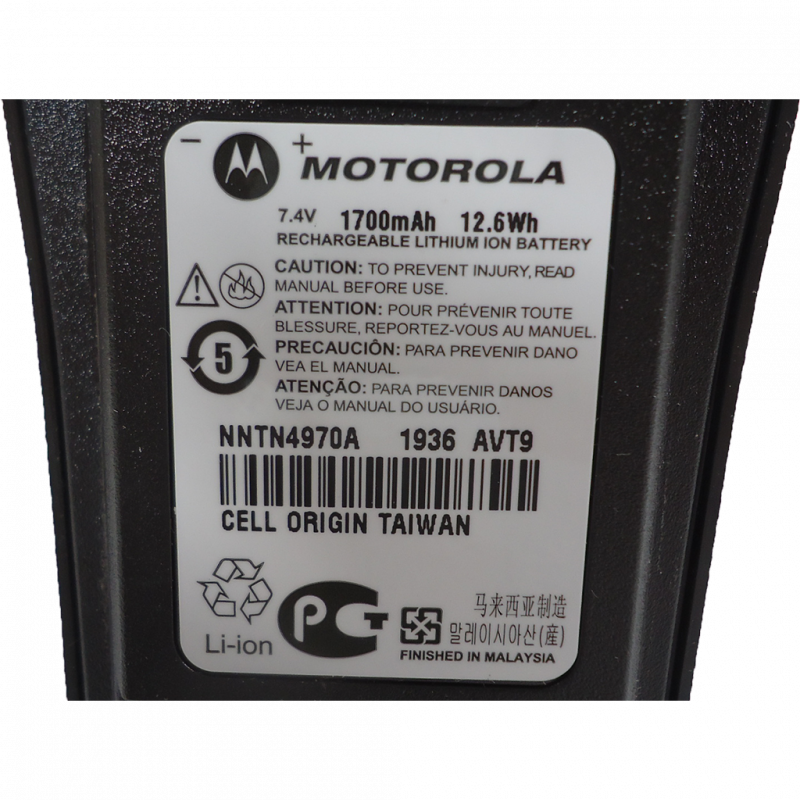 − +
MOTOROLA
7.4V 1700mAh 12.6Wh
RECHARGEABLE LITHIUM ION BATTERY
CAUTION: TO PREVENT INJURY, READ
MANUAL BEFORE USE.
ATTENTION: POUR PRÉVENIR TOUTE
BLESSURE, REPORTEZ-VOUS AU MANUEL.
5
PRECAUCIÔN: PARA PREVENIR DANO
VEA EL MANUAL.
ATENÇÃO: PARA PREVENIR DANOS
VEJA O MANUAL DO USUÁRIO.
NNTN4970A 1936 AVT9
CELL ORIGIN TAIWAN
Li-ion
PCT
马来西亚制造
말레이시아산(産)
FINISHED IN MALAYSIA